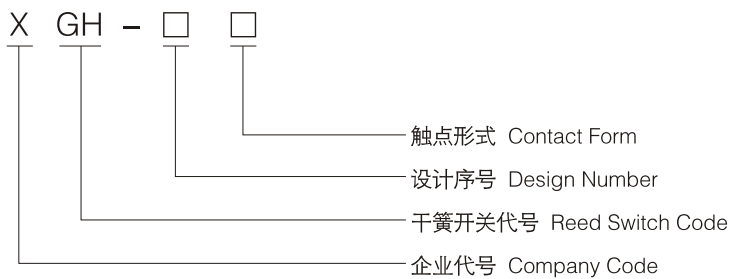 X GH - □ □
触点形式 Contact Form
设计序号 Design Number
干簧开关代号 Reed Switch Code
企业代号 Company Code